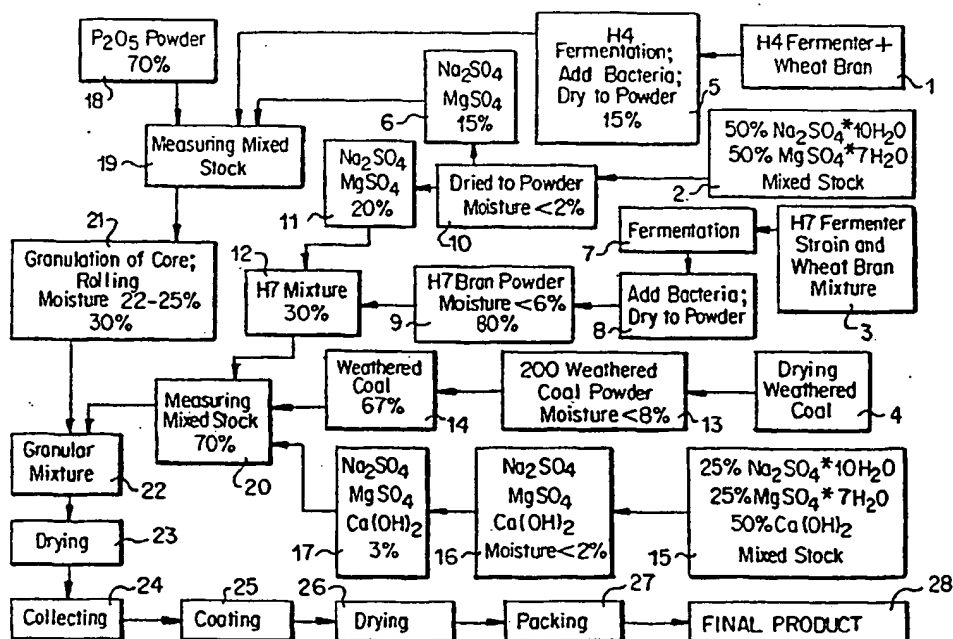 P2O5 Powder
70%
18
H4
Fermentation;
Add Bacteria;
Dry to Powder
15%
5
H4 Fermenter +
Wheat Bran
1
Na2SO4
MgSO4
15%
6
Measuring Mixed
Stock
19
50% Na2SO4*10H2O
50% MgSO4*7H2O
Mixed Stock
2
Na2SO4
MgSO4
20%
11
Dried to Powder
Moisture <2%
10
Fermentation
7
H7 Fermenter
Strain and
Wheat Bran
Mixture
3
21
Granulation of Core;
Rolling
Moisture 22-25%
30%
12
H7 Mixture
30%
H7 Bran Powder
Moisture <6%
80%
9
Add Bacteria;
Dry to Powder
8
Measuring
Mixed Stock
70%
20
Weathered
Coal
67%
14
200 Weathered
Coal Powder
Moisture <8%
13
Drying
Weathered
Coal
4
Granular
Mixture
22
Na2SO4
MgSO4
Ca(OH)2
3%
17
Na2SO4
MgSO4
Ca(OH)2
Moisture <2%
16
25% Na2SO4*10H2O
25% MgSO4*7H2O
50% Ca(OH)2
Mixed Stock
15
Drying
23
24
Collecting
25
Coating
26
Drying
27
Packing
28
FINAL PRODUCT